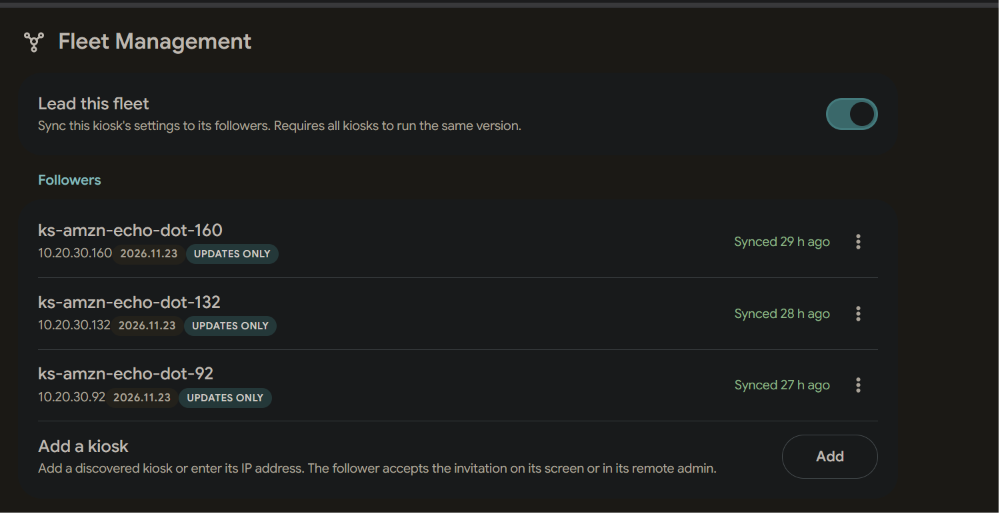 Fleet Management
Lead this fleet
Sync this kiosk's settings to its followers. Requires all kiosks to run the same version.
Followers
ks-amzn-echo-dot-160
10.20.30.160 2026.11.23 UPDATES ONLY
Synced 29 h ago
ks-amzn-echo-dot-132
10.20.30.132 2026.11.23 UPDATES ONLY
Synced 28 h ago
ks-amzn-echo-dot-92
10.20.30.92 2026.11.23 UPDATES ONLY
Synced 27 h ago
Add a kiosk
Add a discovered kiosk or enter its IP address. The follower accepts the invitation on its screen or in its remote admin.
Add